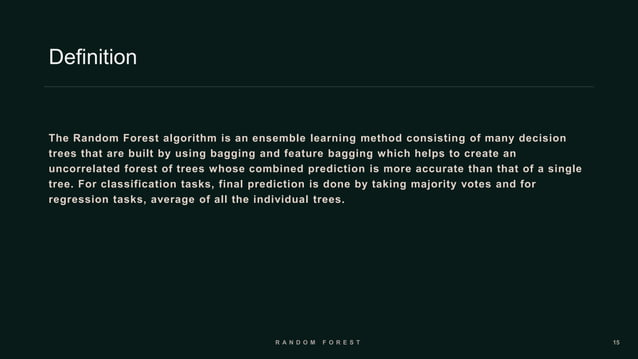 Definition
The Random Forest algorithm is an ensemble learning method consisting of many decision
trees that are built by using bagging and feature bagging which helps to create an
uncorrelated forest of trees whose combined prediction is more accurate than that of a single
tree. For classification tasks, final prediction is done by taking majority votes and for
regression tasks, average of all the individual trees.
RANDOM FOREST
15